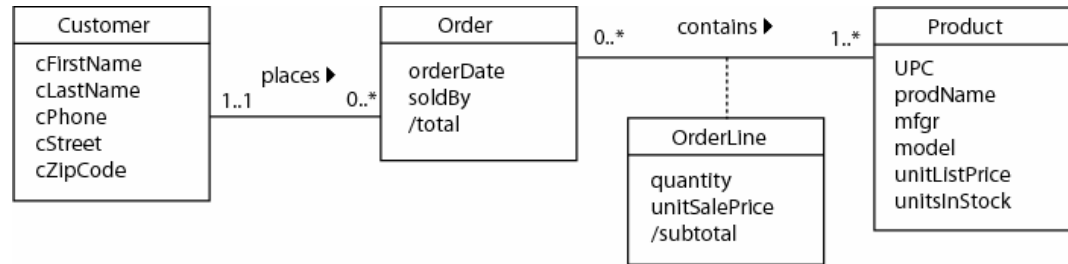 Customer
cFirstName
cLastName
cPhone
cStreet
cZipCode
places ▶
1..1
0..*
Order
orderDate
soldBy
/total
0..*
contains ▶
1..*
OrderLine
quantity
unitSalePrice
/subtotal
Product
UPC
prodName
mfgr
model
unitListPrice
unitsInStock